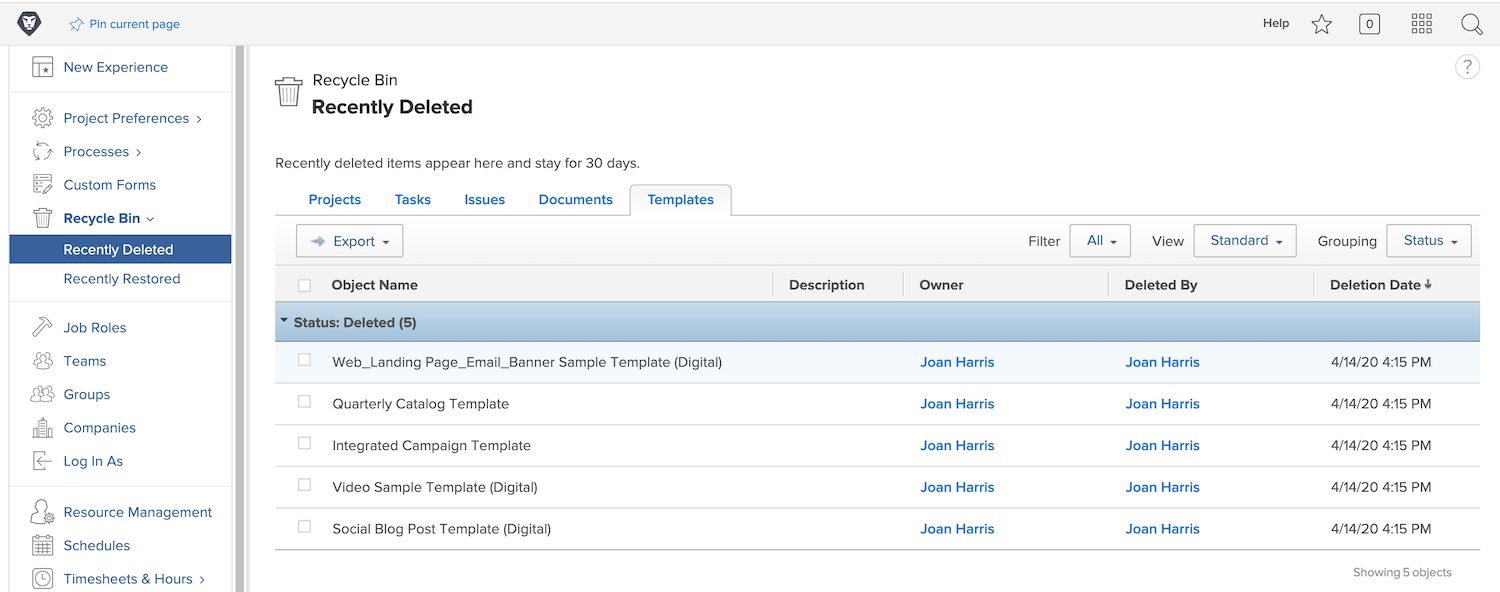 Pin current page
Help
0
New Experience
Project Preferences
Processes
Custom Forms
Recycle Bin
Recently Deleted
Recently Restored
Job Roles
Teams
Groups
Companies
Log In As
Resource Management
Schedules
Timesheets & Hours
?
Recycle Bin
Recently Deleted
Recently deleted items appear here and stay for 30 days.
Projects Tasks Issues Documents Templates
Export Filter All View Standard Grouping Status
Object Name Description Owner Deleted By Deletion Date
Status: Deleted (5)
Web_Landing Page_Email_Banner Sample Template (Digital) Joan Harris Joan Harris 4/14/20 4:15 PM
Quarterly Catalog Template Joan Harris Joan Harris 4/14/20 4:15 PM
Integrated Campaign Template Joan Harris Joan Harris 4/14/20 4:15 PM
Video Sample Template (Digital) Joan Harris Joan Harris 4/14/20 4:15 PM
Social Blog Post Template (Digital) Joan Harris Joan Harris 4/14/20 4:15 PM
Showing 5 objects